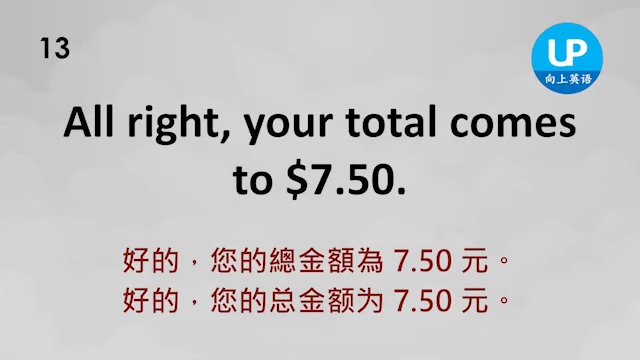 13
UP
向上英语
All right, your total comes
to $7.50.
好的，您的總金額為 7.50 元。
好的，您的总金额为 7.50 元。